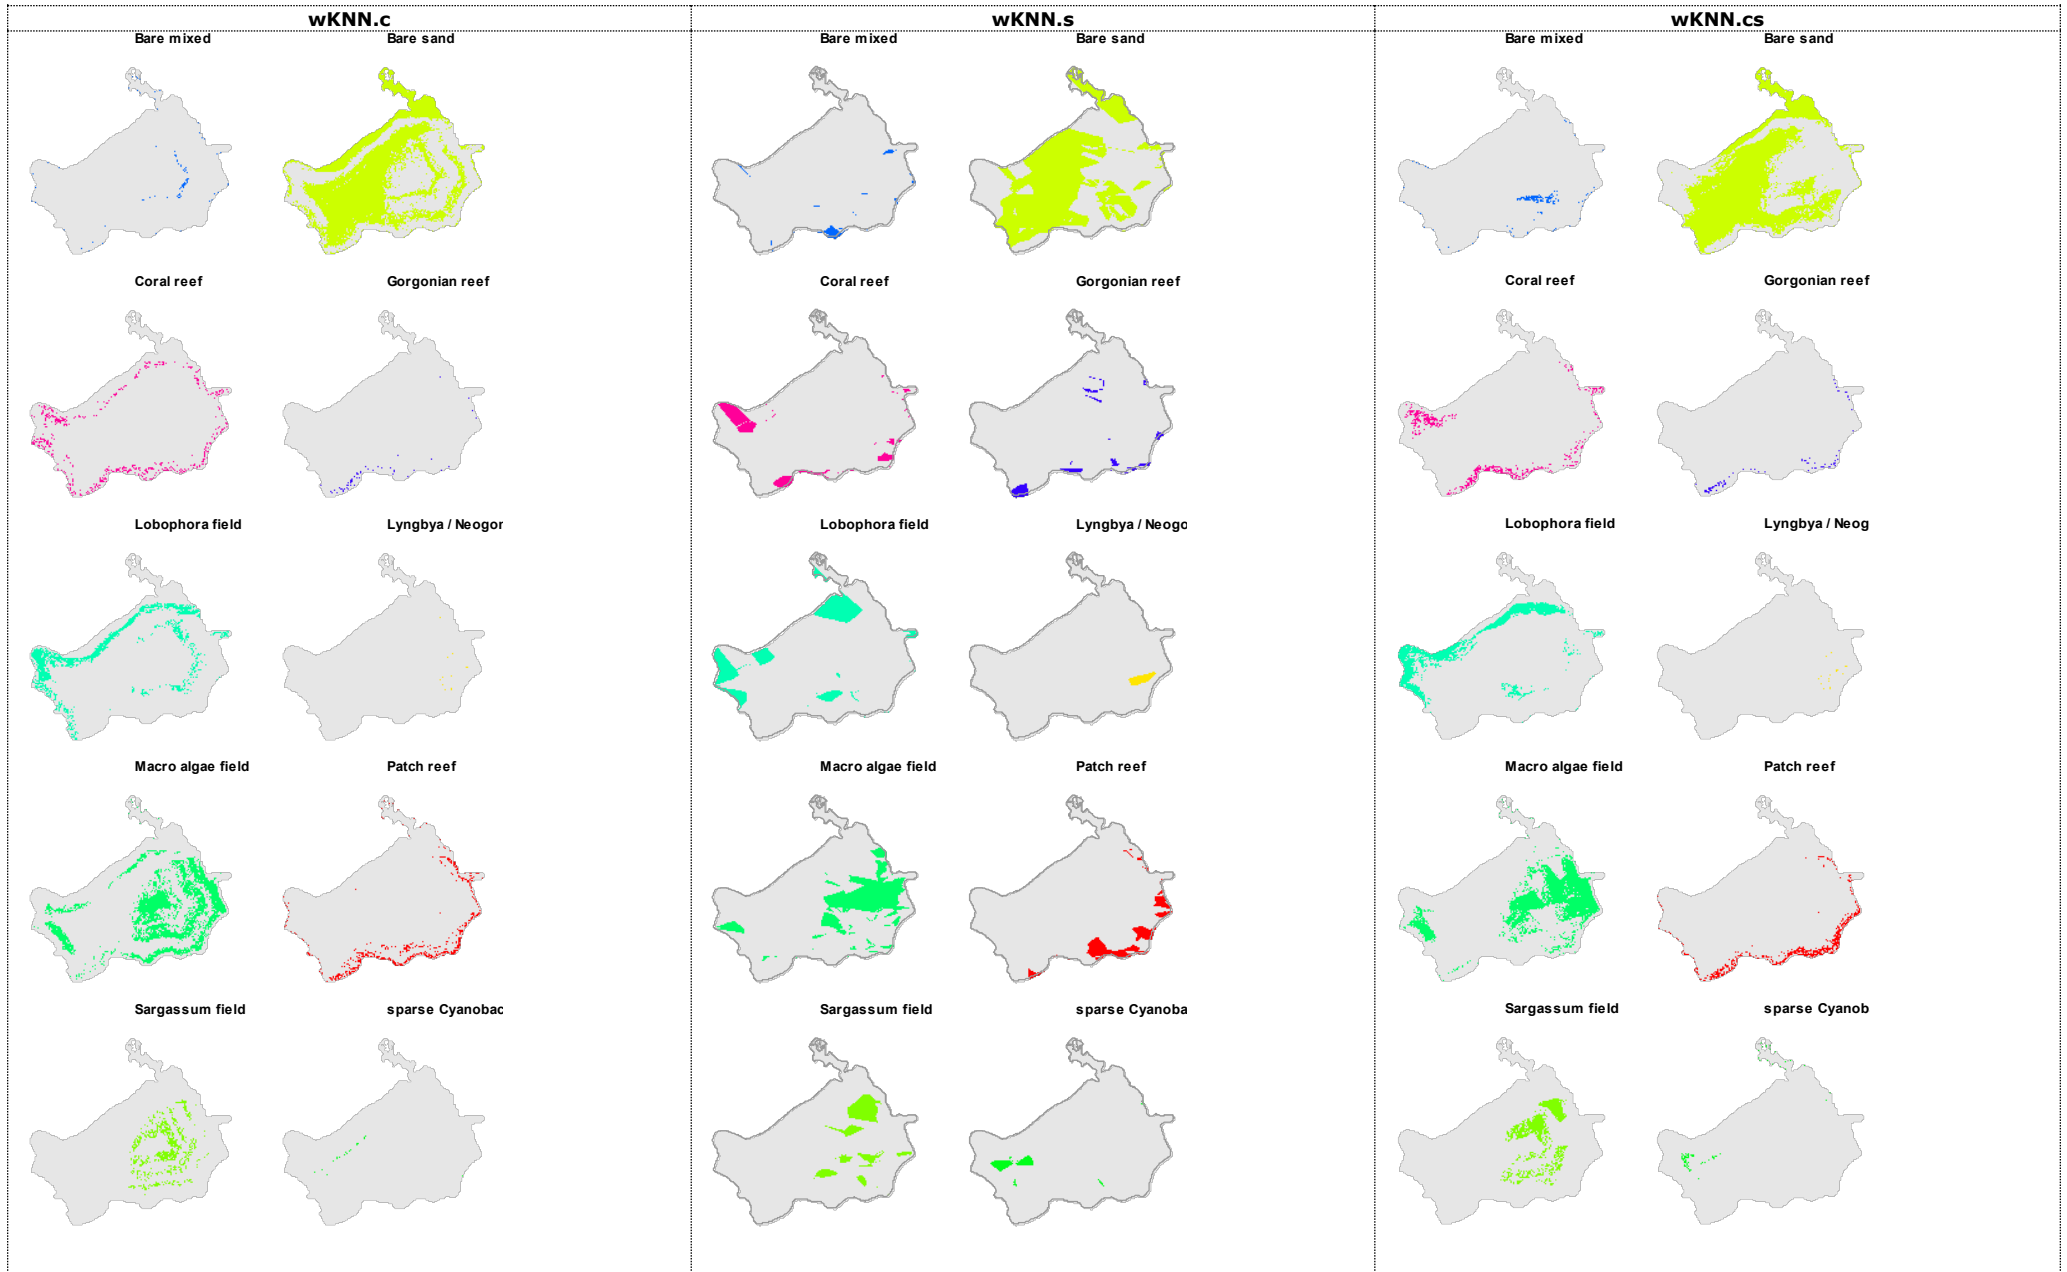 wKNN.c wKNN.s wKNN.cs
Bare mixed Bare sand Bare mixed Bare sand Bare mixed Bare sand
Coral reef Gorgonian reef Coral reef Gorgonian reef Coral reef Gorgonian reef
Lobophora field Lyngbya / Neogor Lobophora field Lyngbya / Neogo Lobophora field Lyngbya / Neog
Macro algae field Patch reef Macro algae field Patch reef Macro algae field Patch reef
Sargassum field sparse Cyanobac Sargassum field sparse Cyanoba Sargassum field sparse Cyanob